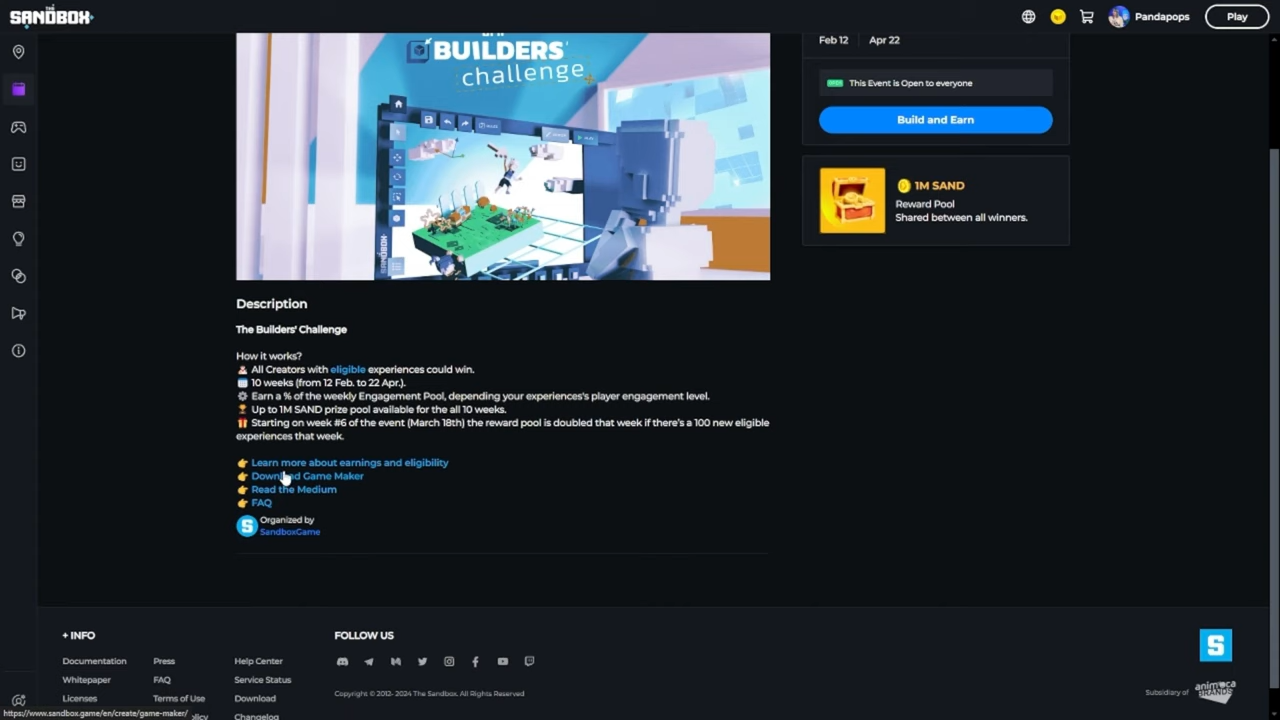 THE
SANDBOX
Pandapops
Play
BUILDERS'
challenge
SANDBOX
Feb 12
Apr 22
OPEN
This Event is Open to everyone
Build and Earn
1M SAND
Reward Pool
Shared between all winners.
Description
The Builders' Challenge
How it works?
All Creators with eligible experiences could win.
10 weeks (from 12 Feb. to 22 Apr.).
Earn a % of the weekly Engagement Pool, depending your experiences's player engagement level.
Up to 1M SAND prize pool available for the all 10 weeks.
Starting on week #6 of the event (March 18th) the reward pool is doubled that week if there's a 100 new eligible
experiences that week.
Learn more about earnings and eligibility
Download Game Maker
Read the Medium
FAQ
S
Organized by
SandboxGame
+ INFO
FOLLOW US
Documentation
Press
Help Center
Whitepaper
FAQ
Service Status
Licenses
Terms of Use
Download
Changelog
Copyright © 2012- 2024 The Sandbox. All Rights Reserved
S
Subsidiary of
animoca
BRANDS
https://www.sandbox.game/en/create/game-maker/